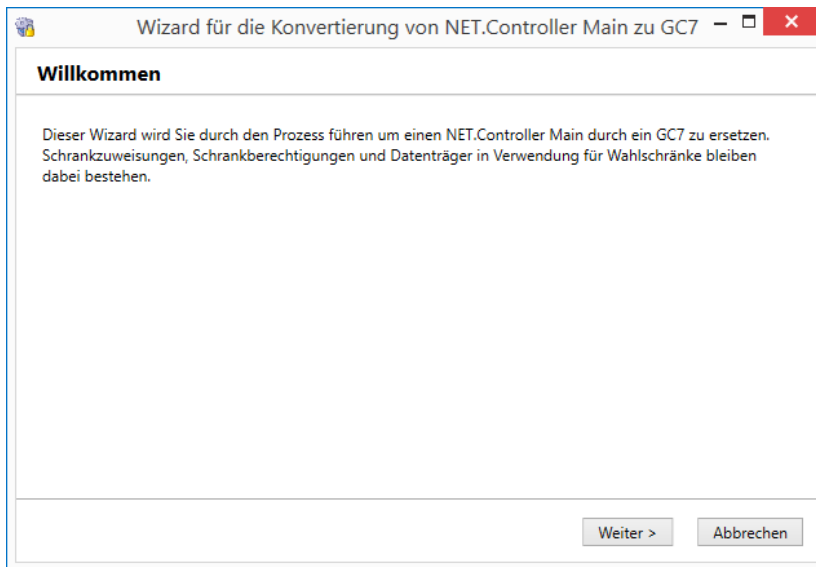 Wizard für die Konvertierung von NET.Controller Main zu GC7
Willkommen
Dieser Wizard wird Sie durch den Prozess führen um einen NET.Controller Main durch ein GC7 zu ersetzen.
Schrankzuweisungen, Schrankberechtigungen und Datenträger in Verwendung für Wahlschränke bleiben
dabei bestehen.
Weiter >
Abbrechen